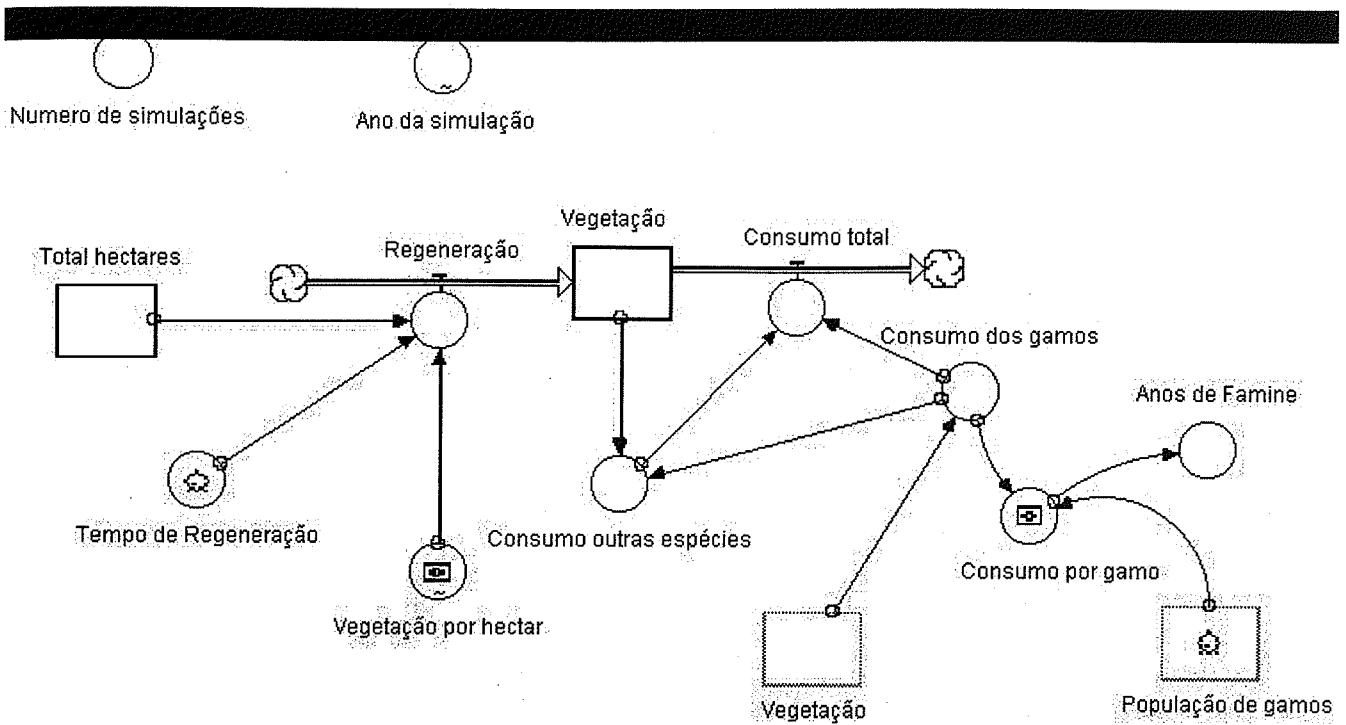 Numero de simulações
Ano da simulação
Vegetação
Consumo total
Regeneração
Total hectares
Consumo dos gamos
Anos de Famine
Tempo de Regeneração
Consumo outras espécies
Consumo por gamo
Vegetação por hectar
Vegetação
População de gamos